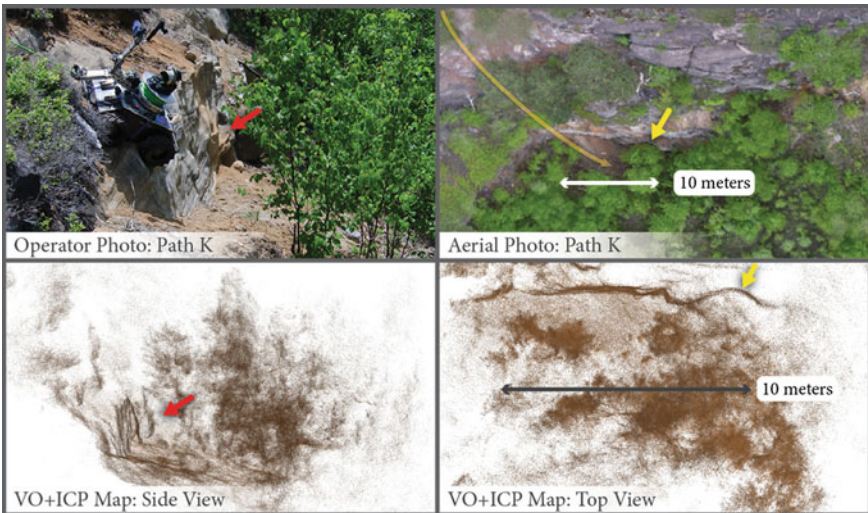 Operator Photo: Path K
10 meters
Aerial Photo: Path K
VO+ICP Map: Side View
10 meters
VO+ICP Map: Top View